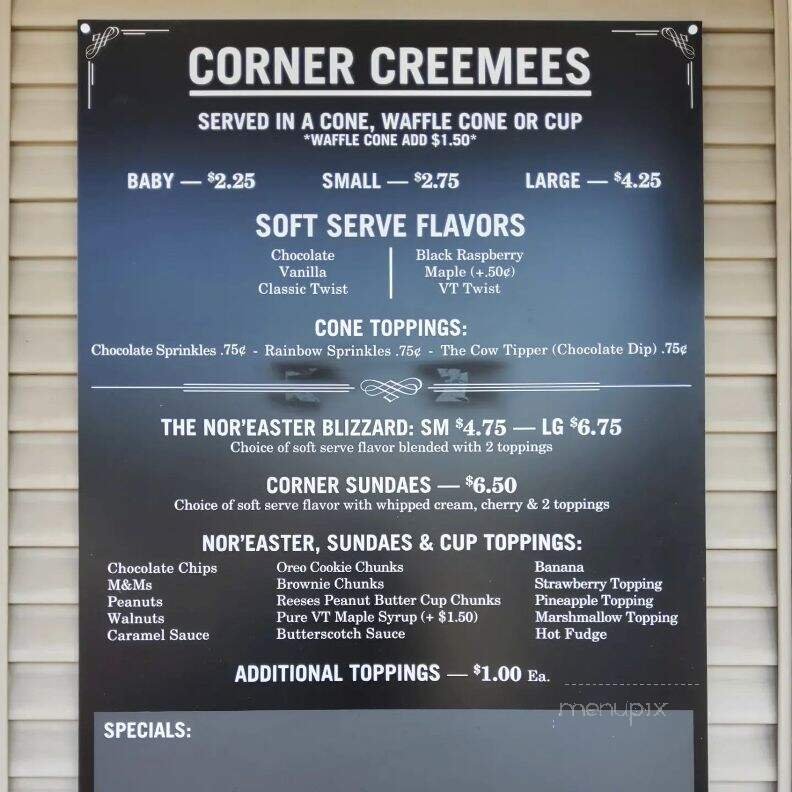 CORNER CREEMEES
SERVED IN A CONE, WAFFLE CONE OR CUP
*WAFFLE CONE ADD $1.50*
BABY — $2.25 SMALL — $2.75 LARGE — $4.25
SOFT SERVE FLAVORS
Chocolate Black Raspberry
Vanilla Maple (+.50¢)
Classic Twist VT Twist
CONE TOPPINGS:
Chocolate Sprinkles .75¢ - Rainbow Sprinkles .75¢ - The Cow Tipper (Chocolate Dip) .75¢
THE NOR'EASTER BLIZZARD: SM $4.75 — LG $6.75
Choice of soft serve flavor blended with 2 toppings
CORNER SUNDAES — $6.50
Choice of soft serve flavor with whipped cream, cherry & 2 toppings
NOR'EASTER, SUNDAES & CUP TOPPINGS:
Chocolate Chips Oreo Cookie Chunks Banana
M&Ms Brownie Chunks Strawberry Topping
Peanuts Reeses Peanut Butter Cup Chunks Pineapple Topping
Walnuts Pure VT Maple Syrup (+ $1.50) Marshmallow Topping
Caramel Sauce Butterscotch Sauce Hot Fudge
ADDITIONAL TOPPINGS — $1.00 Ea.
menupix
SPECIALS: